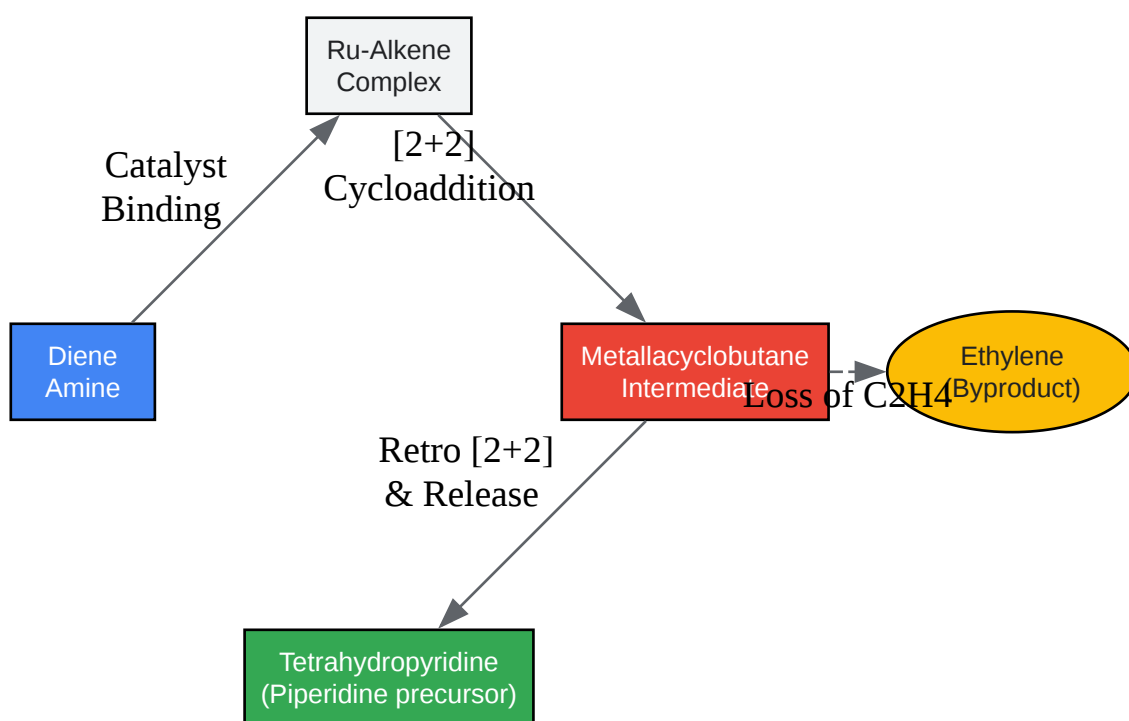 Ru-Alkene
Complex
Catalyst
Binding
[2+2]
Cycloaddition
Diene
Amine
Metallacyclobutane
Intermediate
Loss of C2H4
Ethylene
(Byproduct)
Retro [2+2]
& Release
Tetrahydropyridine
(Piperidine precursor)